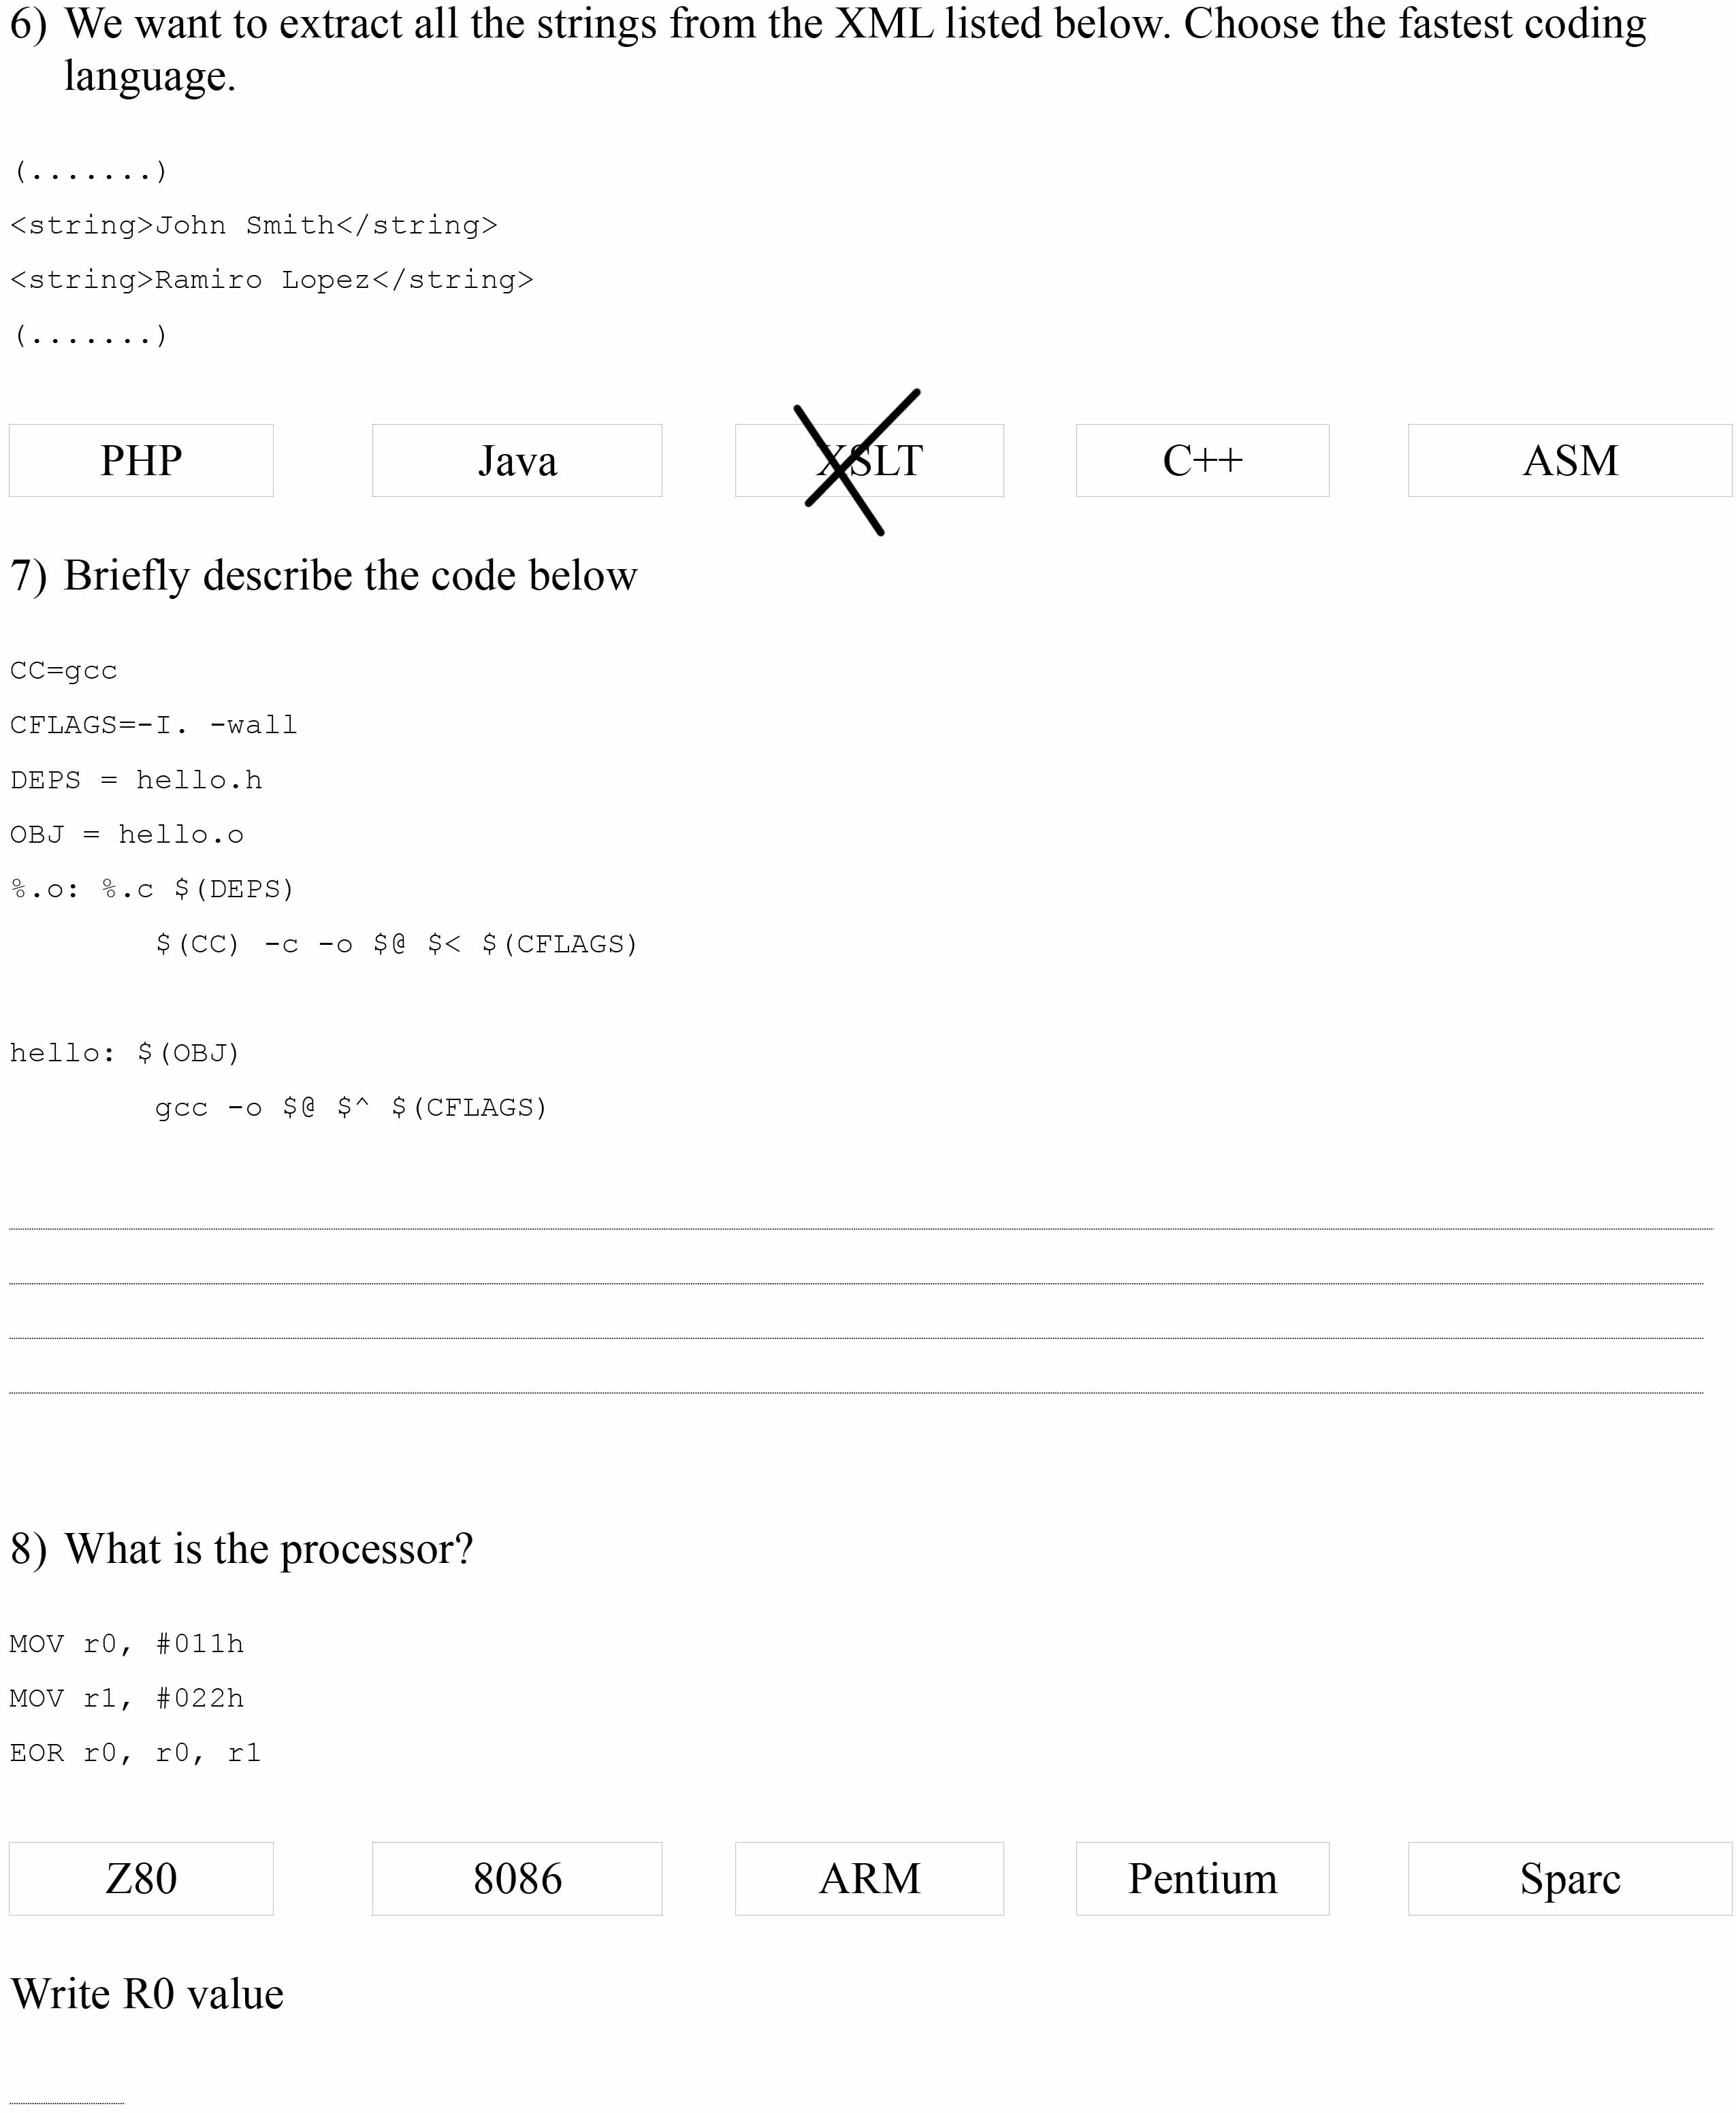 6) We want to extract all the strings from the XML listed below. Choose the fastest coding
language.
(.......)
<string>John Smith</string>
<string>Ramiro Lopez</string>
(.......)
PHP Java XSLT C++ ASM
7) Briefly describe the code below
CC=gcc
CFLAGS=-I. -wall
DEPS = hello.h
OBJ = hello.o
%.o: %.c $(DEPS)
$(CC) -c -o $@ $< $(CFLAGS)
hello: $(OBJ)
gcc -o $@ $^ $(CFLAGS)
8) What is the processor?
MOV r0, #011h
MOV r1, #022h
EOR r0, r0, r1
Z80 8086 ARM Pentium Sparc
Write R0 value